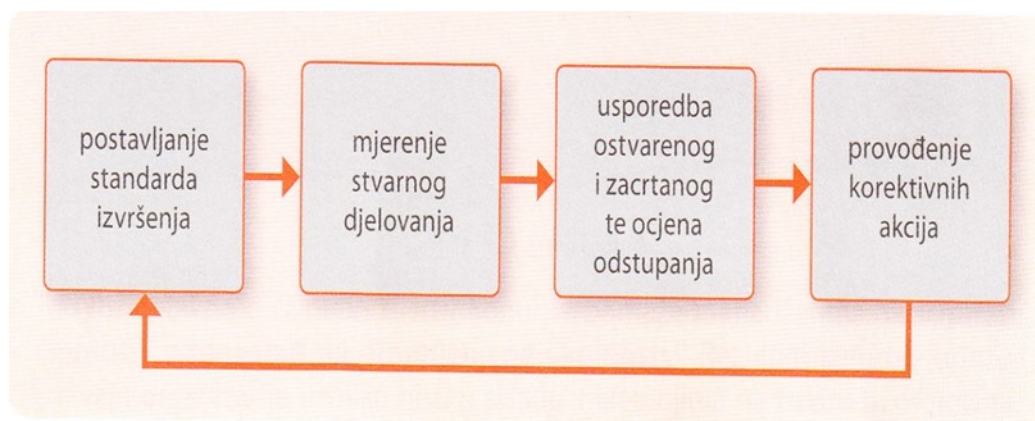 postavljanje
standarda
izvršenja
mjerenje
stvarnog
djelovanja
usporedba
ostvarenog
i zacrtanog
te ocjena
odstupanja
provođenje
korektivnih
akcija